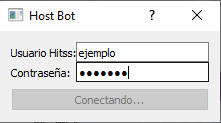 Host Bot ? ×
Usuario Hitss: ejemplo
Contraseña: ●●●●●●●
Conectando...